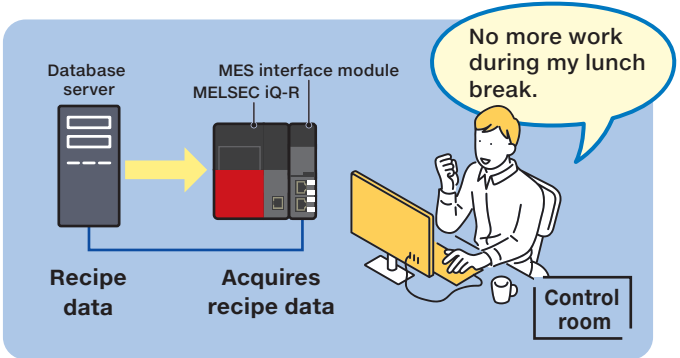 No more work
during my lunch
break.
Database
server
MES interface module
MELSEC iQ-R
Recipe
data
Acquires
recipe data
Control
room